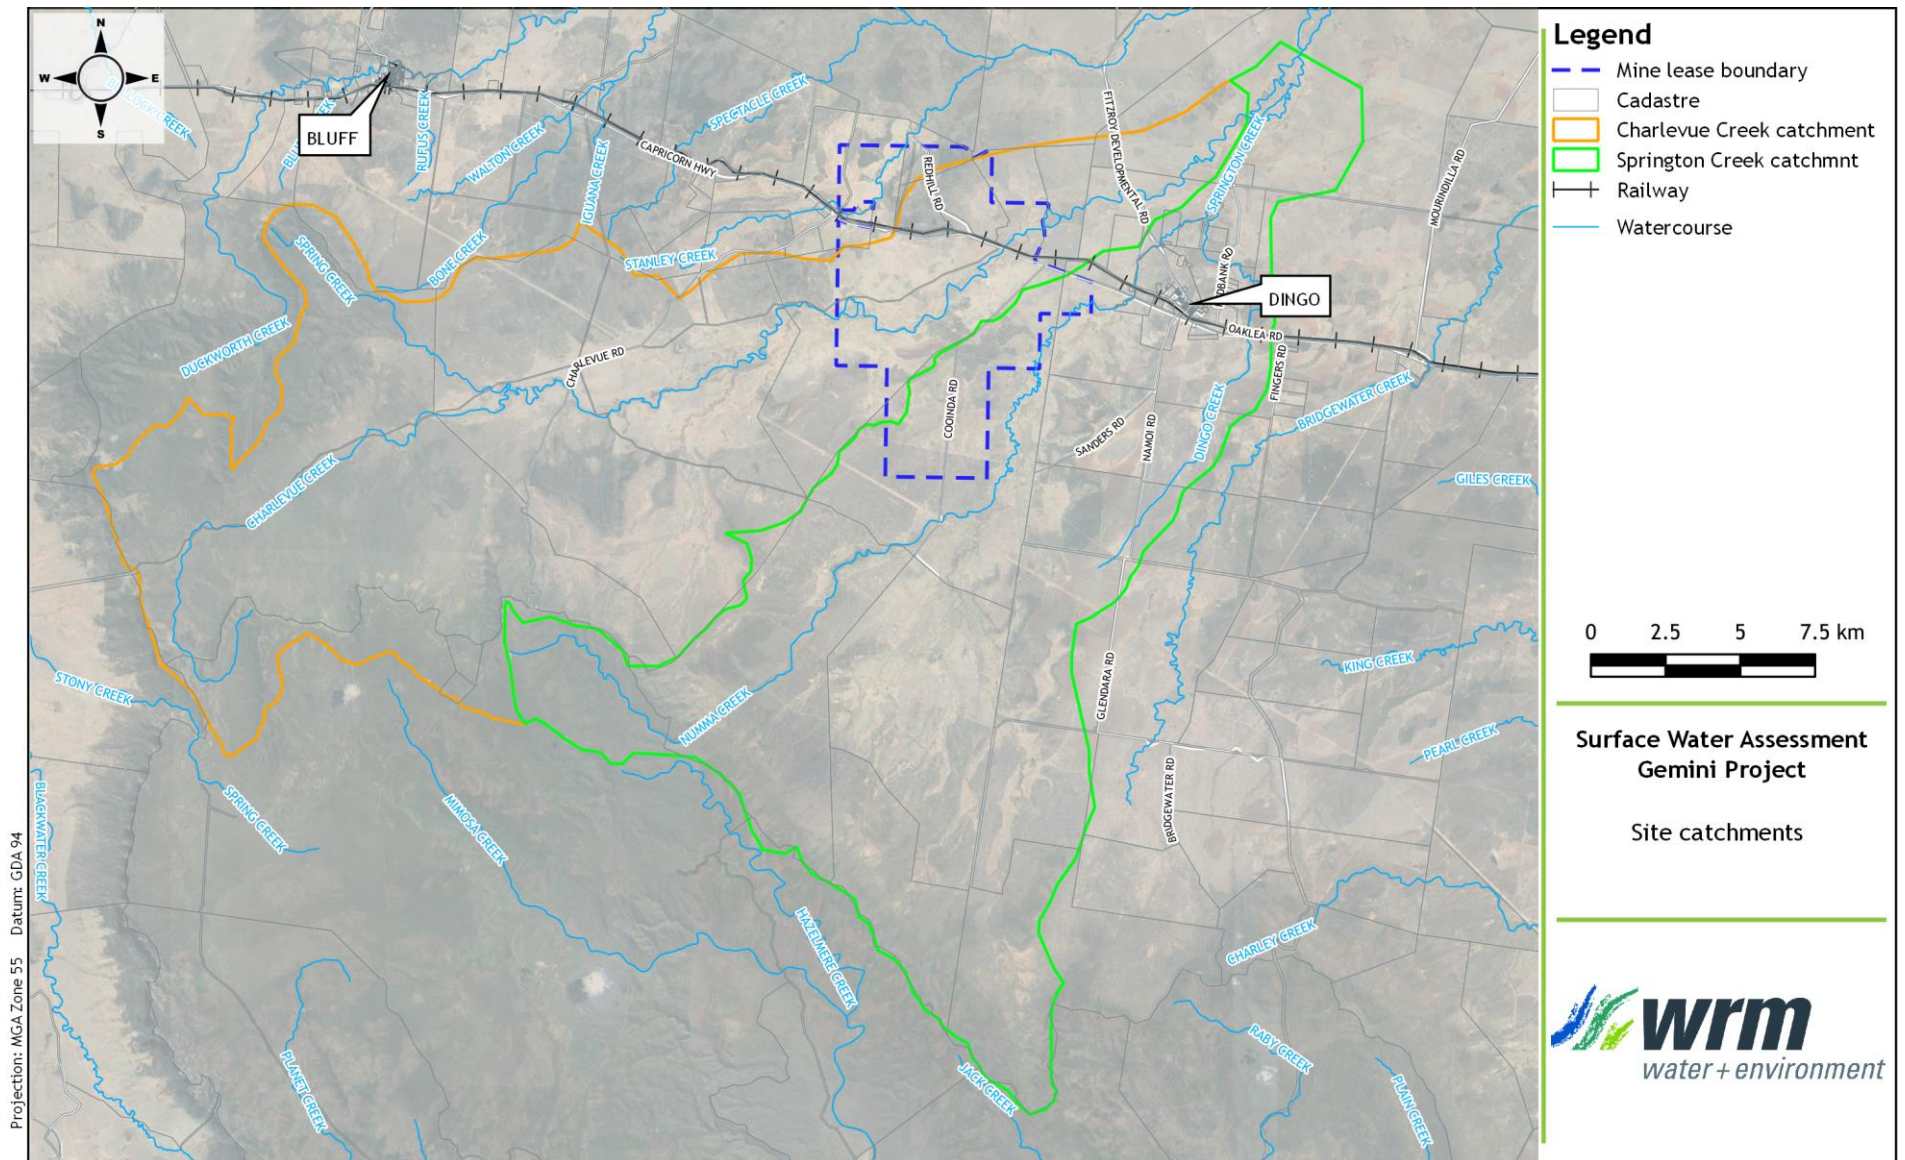 N
W
E
S
BLUFF
RUFUS CREEK
WALTON CREEK
IGUANA CREEK
SPECTACLE CREEK
CAPRICORN HWY
REDHILL RD
FITZROY DEVELOPMENTAL RD
SPRINGTON CREEK
MOURINDILLA RD
SPRING CREEK
BONE CREEK
STANLEY CREEK
DINGO
OAKLEA RD
DUCKWORTH CREEK
CHARLEVUE RD
COOINDA RD
SANDERS RD
NAMOI RD
DINGO CREEK
FINGERS RD
BRIDGEWATER CREEK
CHARLEVUE CREEK
GILES CREEK
STONY CREEK
NUMMA CREEK
GLENDARA RD
KING CREEK
PEARL CREEK
BLACKWATER CREEK
SPRING CREEK
MIMOSA CREEK
BRIDGEWATER RD
HAZELMERE CREEK
CHARLEY CREEK
PLANET CREEK
JACK CREEK
RABY CREEK
PLAIN CREEK
Projection: MGA Zone 55 Datum: GDA 94
Legend
Mine lease boundary
Cadastre
Charlevue Creek catchment
Springton Creek catchmnt
Railway
Watercourse
0 2.5 5 7.5 km
Surface Water Assessment
Gemini Project
Site catchments
wrm
water + environment